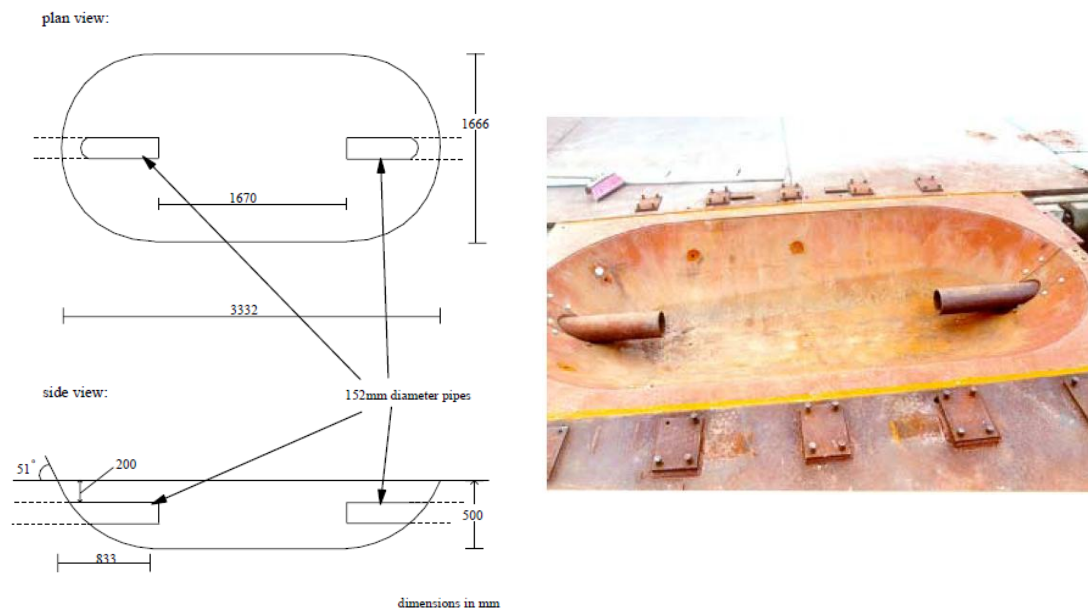 plan view:
1666
1670
3332
side view:
152mm diameter pipes
51°
200
500
833
dimensions in mm